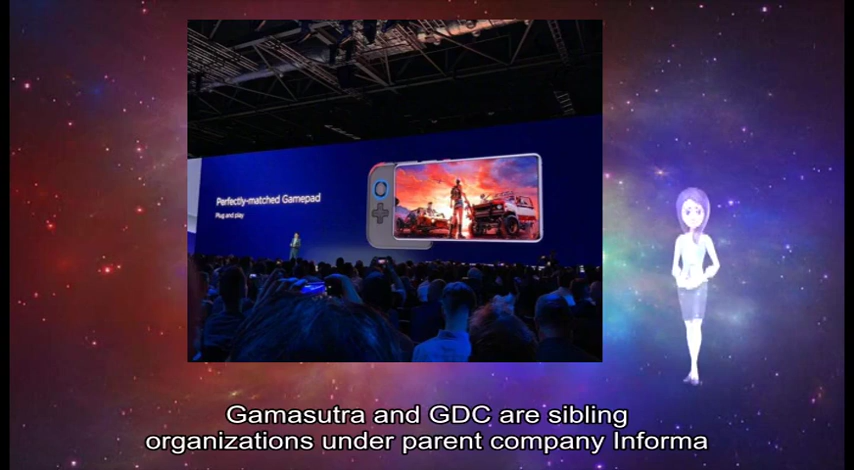 Perfectly-matched Gamepad
Plug and play
Gamasutra and GDC are sibling
organizations under parent company Informa